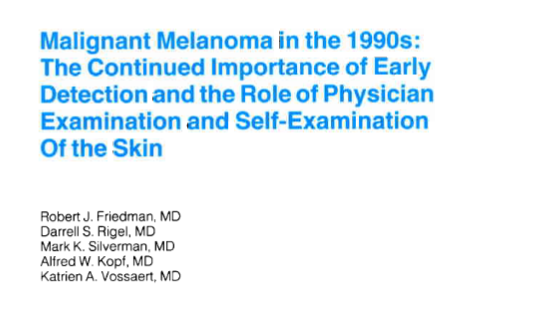 Malignant Melanoma in the 1990s:
The Continued Importance of Early
Detection and the Role of Physician
Examination and Self-Examination
Of the Skin
Robert J. Friedman, MD
Darrell S. Rigel, MD
Mark K. Silverman, MD
Alfred W. Kopf, MD
Katrien A. Vossaert, MD